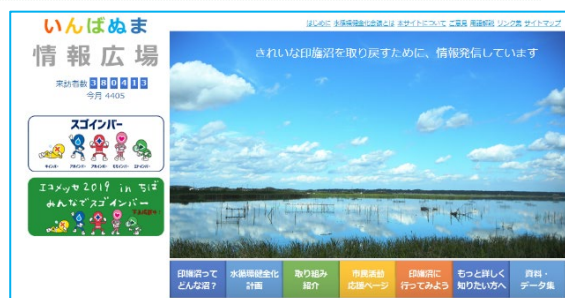 いんばぬま
情報広場
来訪者数 380413
今月 4405
はじめに 水循環健全化会議とは 本サイトについて ご意見 用語解説 リンク集 サイトマップ
きれいな印旛沼を取り戻すために、情報発信しています
スゴインバー
エコメッセ2019 in ちば
みんなでスゴインバー
印旛沼って
どんな沼?
水循環健全化
計画
取り組み
紹介
市民活動
応援ページ
印旛沼に
行ってみよう
もっと詳しく
知りたい方へ
資料・
データ集